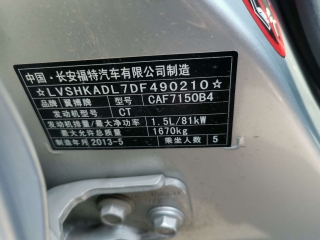 中国·长安福特汽车有限公司制造
☆LVSHKADL7DF490210☆
品牌 翼搏牌 型号 CAF7150B4
发动机型号 CT
发动机排量/最大净功率 1.5L/81kW
最大允许总质量 1670kg
制造年月 2013-5 乘坐人数 5